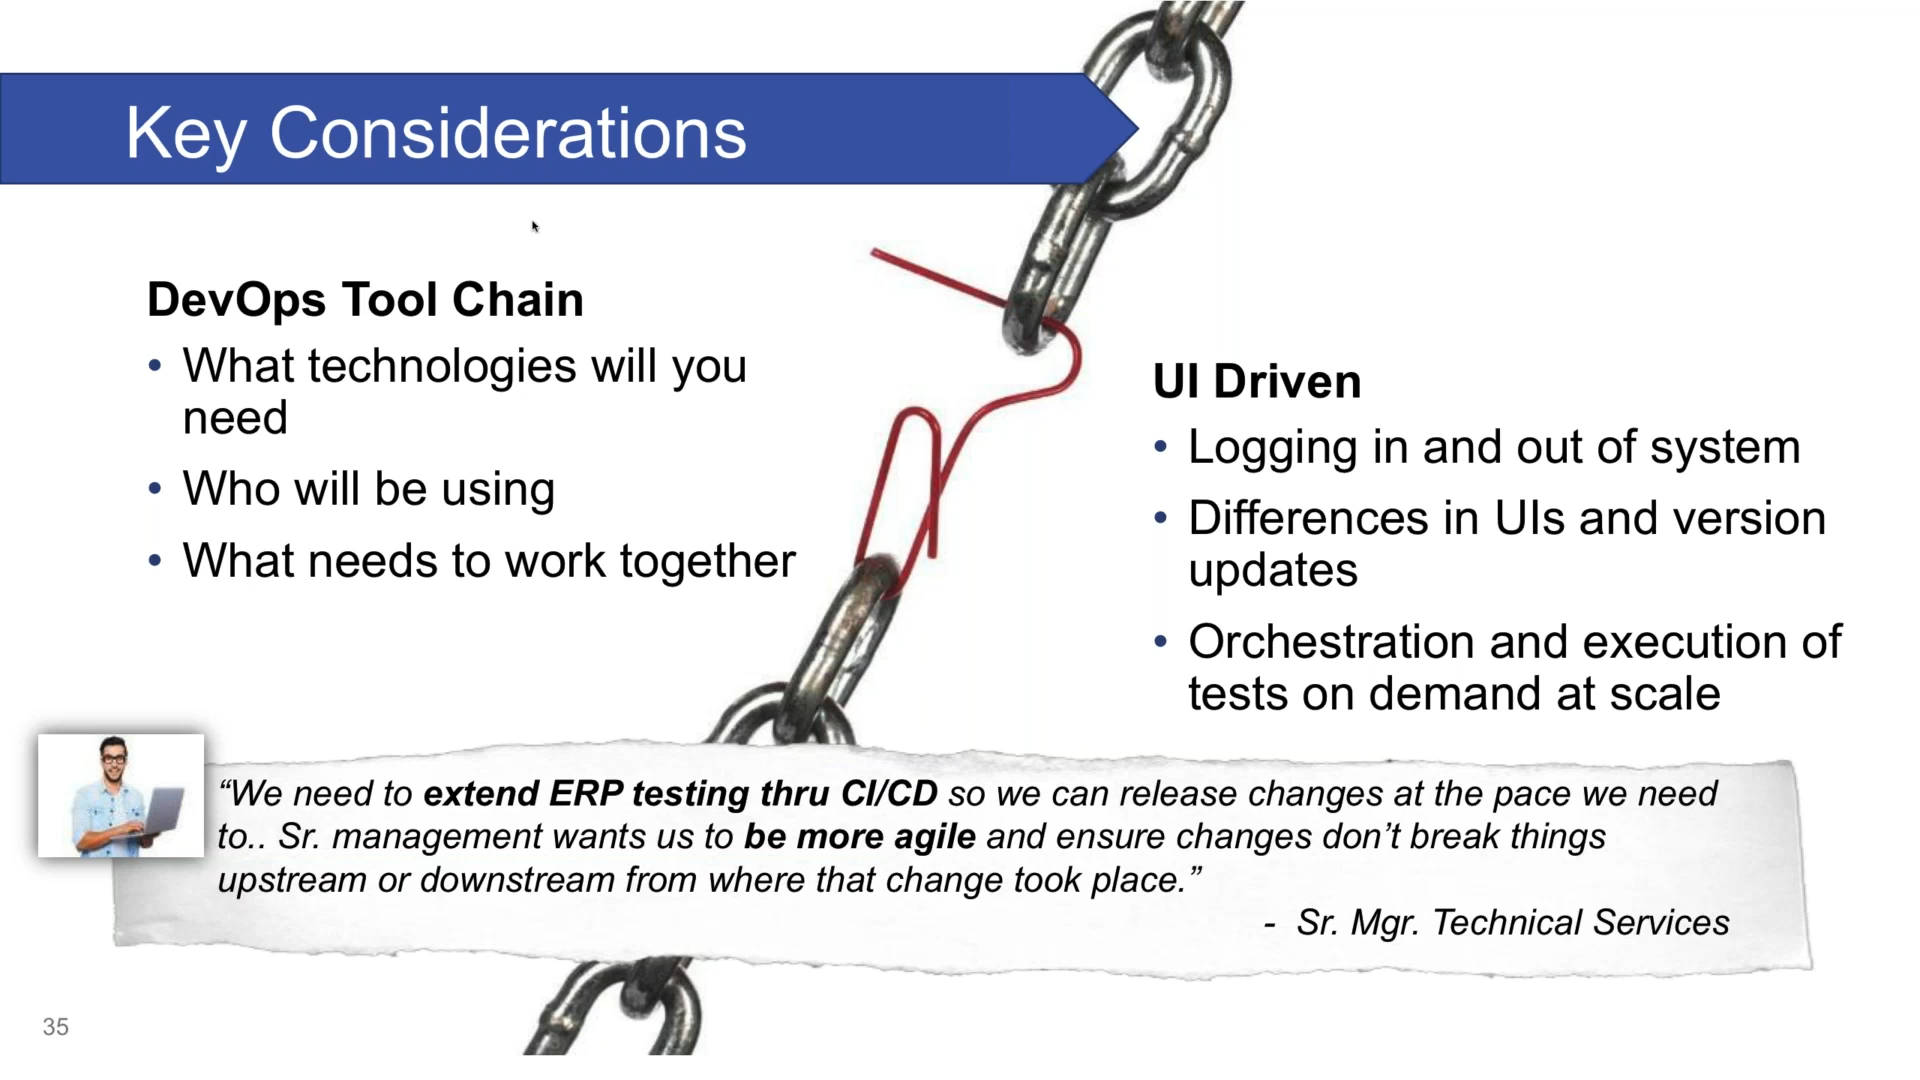 Key Considerations
DevOps Tool Chain
• What technologies will you
need
• Who will be using
• What needs to work together
UI Driven
• Logging in and out of system
• Differences in UIs and version
updates
• Orchestration and execution of
tests on demand at scale
“We need to extend ERP testing thru CI/CD so we can release changes at the pace we need
to.. Sr. management wants us to be more agile and ensure changes don’t break things
upstream or downstream from where that change took place.”
- Sr. Mgr. Technical Services
35